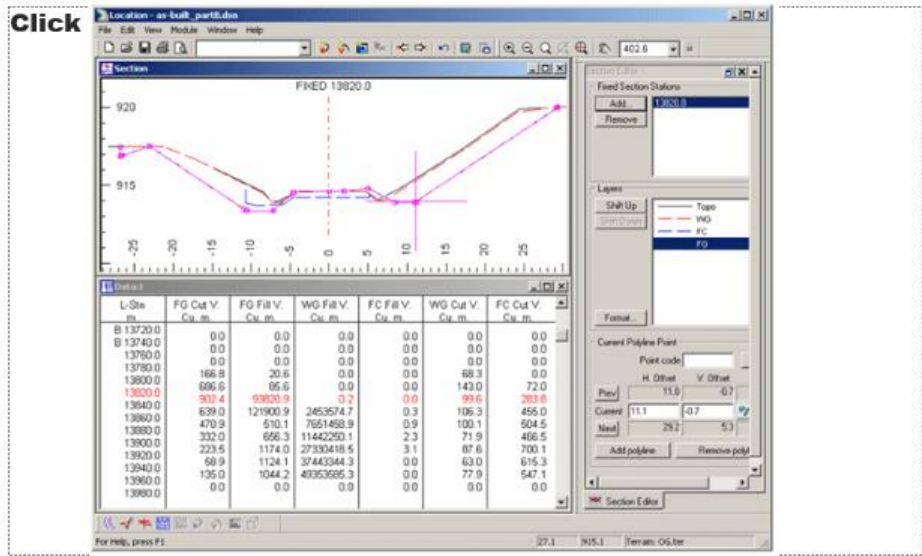 Click
Location - as-built_part8.dsn
File Edit View Module Window Help
402.6
Section
FIXED 13820.0
920
915
-25 -20 -15 -10 -5 0 5 10 15 20 25
Data:1
L-Stn FG Cut V. FG Fill V. WG Fill V. FC Fill V. WG Cut V. FC Cut V.
m. Cu. m. Cu. m. Cu. m. Cu. m. Cu. m. Cu. m.
B 13720.0
0.0 0.0 0.0 0.0 0.0 0.0
B 13740.0
0.0 0.0 0.0 0.0 0.0 0.0
13760.0
0.0 0.0 0.0 0.0 0.0 0.0
13780.0
166.8 20.6 0.0 0.0 68.3 0.0
13800.0
686.6 85.6 0.0 0.0 143.0 72.0
13820.0
902.4 93820.9 0.2 0.0 99.6 283.8
13840.0
639.0 121900.9 2453574.7 0.3 106.3 455.0
13860.0
470.9 510.1 7651458.9 0.9 100.1 504.5
13880.0
332.0 656.3 11442250.1 2.3 71.9 466.5
13900.0
223.5 1174.0 27330418.5 3.1 87.6 700.1
13920.0
58.9 1124.1 37443344.3 0.0 63.0 615.3
13940.0
135.0 1044.2 49353585.3 0.0 77.9 547.1
13960.0
0.0 0.0 0.0 0.0 0.0 0.0
13980.0
Section Editor
Fixed Section Stations
Add...
13820.0
Remove
Layers
Shift Up
Shift Down
Topo
WG
FC
FG
Format...
Current Polyline Point
Point code
H. Offset V. Offset
Prev 11.0 -0.7
Current 11.1 -0.7
Next 29.2 5.3
Add polyline Remove poly
Section Editor
For Help, press F1
27.1 915.1 Terrain: OG.ter